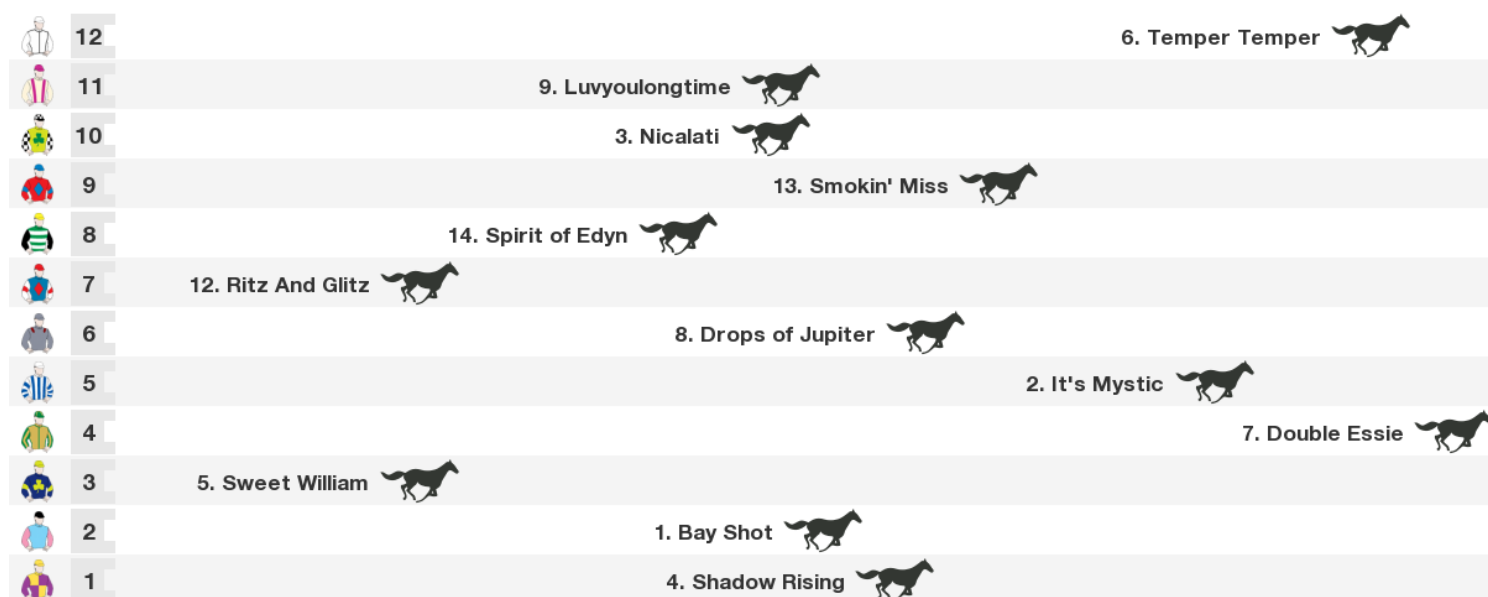 12 6. Temper Temper
11 9. Luvyoulongtime
10 3. Nicalati
9 13. Smokin' Miss
8 14. Spirit of Edyn
7 12. Ritz And Glitz
6 8. Drops of Jupiter
5 2. It's Mystic
4 7. Double Essie
3 5. Sweet William
2 1. Bay Shot
1 4. Shadow Rising